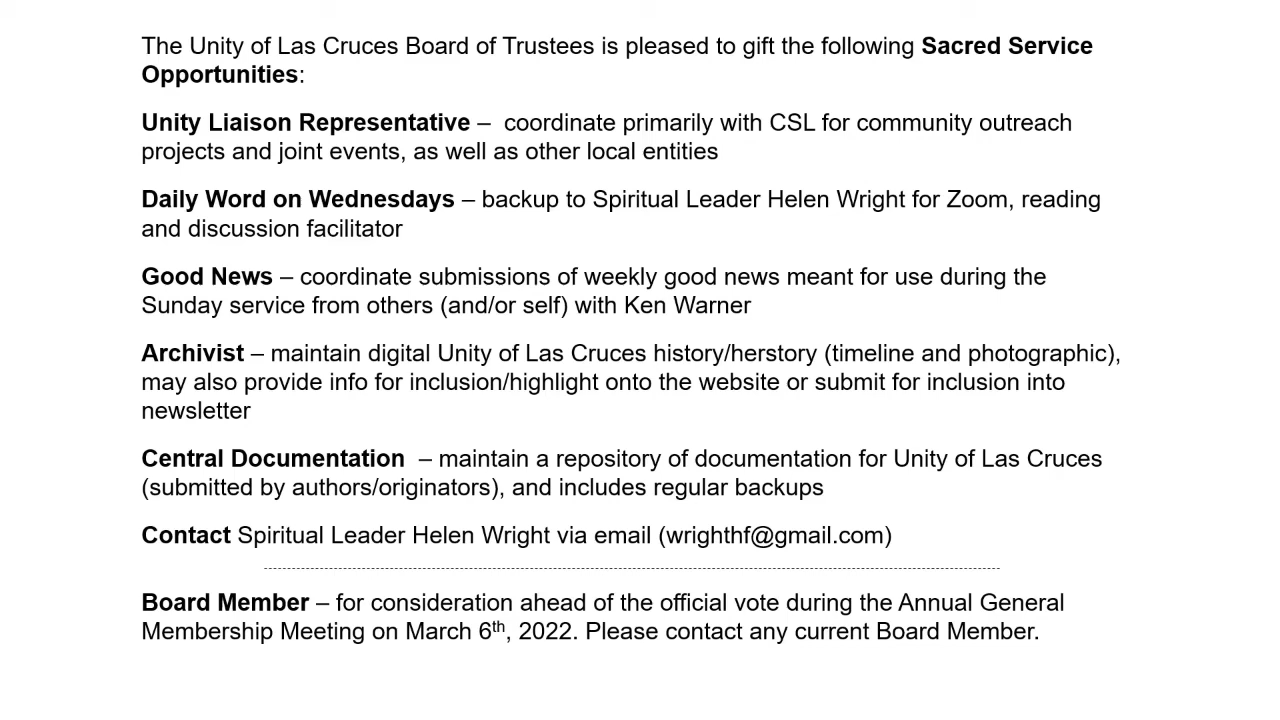 The Unity of Las Cruces Board of Trustees is pleased to gift the following Sacred Service
Opportunities:
Unity Liaison Representative –  coordinate primarily with CSL for community outreach
projects and joint events, as well as other local entities
Daily Word on Wednesdays – backup to Spiritual Leader Helen Wright for Zoom, reading
and discussion facilitator
Good News – coordinate submissions of weekly good news meant for use during the
Sunday service from others (and/or self) with Ken Warner
Archivist – maintain digital Unity of Las Cruces history/herstory (timeline and photographic),
may also provide info for inclusion/highlight onto the website or submit for inclusion into
newsletter
Central Documentation  – maintain a repository of documentation for Unity of Las Cruces
(submitted by authors/originators), and includes regular backups
Contact Spiritual Leader Helen Wright via email (wrighthf@gmail.com)
Board Member – for consideration ahead of the official vote during the Annual General
Membership Meeting on March 6th, 2022. Please contact any current Board Member.